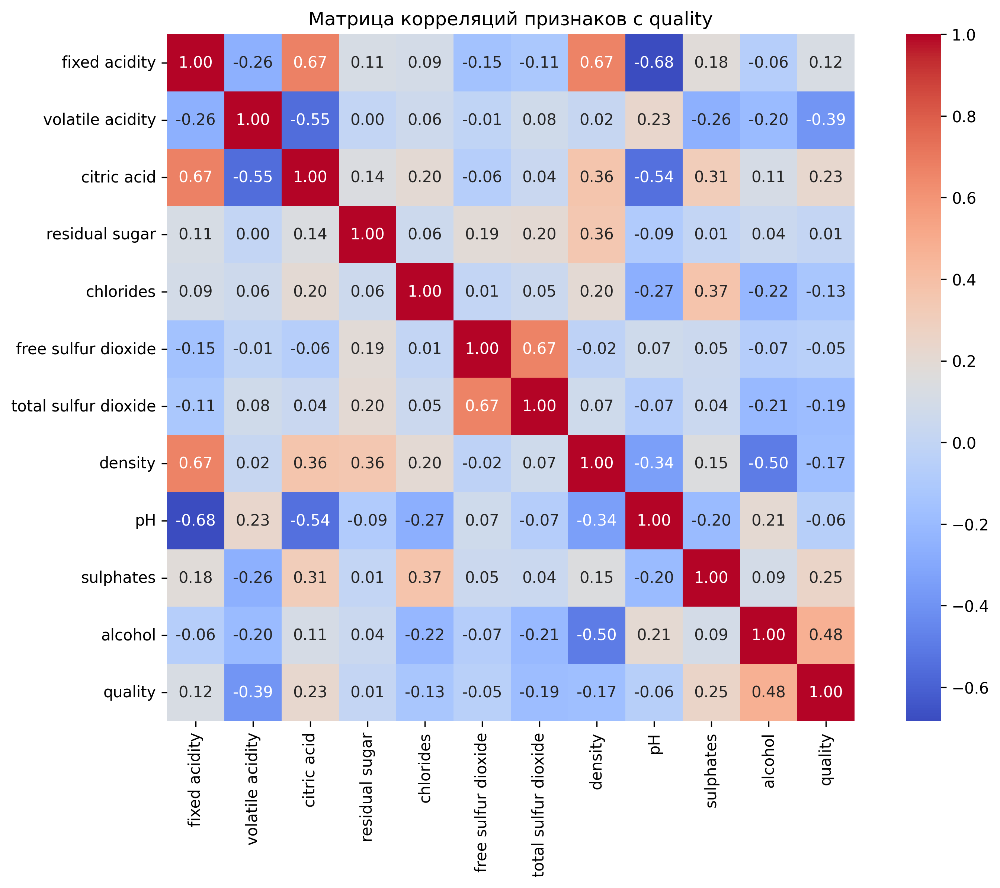 Матрица корреляций признаков с quality
fixed acidity 1.00 -0.26 0.67 0.11 0.09 -0.15 -0.11 0.67 -0.68 0.18 -0.06 0.12
volatile acidity -0.26 1.00 -0.55 0.00 0.06 -0.01 0.08 0.02 0.23 -0.26 -0.20 -0.39
citric acid 0.67 -0.55 1.00 0.14 0.20 -0.06 0.04 0.36 -0.54 0.31 0.11 0.23
residual sugar 0.11 0.00 0.14 1.00 0.06 0.19 0.20 0.36 -0.09 0.01 0.04 0.01
chlorides 0.09 0.06 0.20 0.06 1.00 0.01 0.05 0.20 -0.27 0.37 -0.22 -0.13
free sulfur dioxide -0.15 -0.01 -0.06 0.19 0.01 1.00 0.67 -0.02 0.07 0.05 -0.07 -0.05
total sulfur dioxide -0.11 0.08 0.04 0.20 0.05 0.67 1.00 0.07 -0.07 0.04 -0.21 -0.19
density 0.67 0.02 0.36 0.36 0.20 -0.02 0.07 1.00 -0.34 0.15 -0.50 -0.17
pH -0.68 0.23 -0.54 -0.09 -0.27 0.07 -0.07 -0.34 1.00 -0.20 0.21 -0.06
sulphates 0.18 -0.26 0.31 0.01 0.37 0.05 0.04 0.15 -0.20 1.00 0.09 0.25
alcohol -0.06 -0.20 0.11 0.04 -0.22 -0.07 -0.21 -0.50 0.21 0.09 1.00 0.48
quality 0.12 -0.39 0.23 0.01 -0.13 -0.05 -0.19 -0.17 -0.06 0.25 0.48 1.00
fixed acidity
volatile acidity
citric acid
residual sugar
chlorides
free sulfur dioxide
total sulfur dioxide
density
pH
sulphates
alcohol
quality
1.0
0.8
0.6
0.4
0.2
0.0
−0.2
−0.4
−0.6